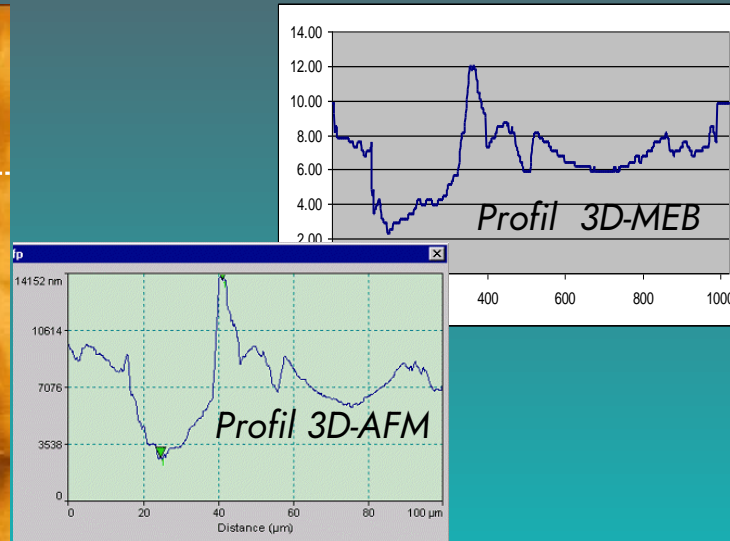 14.00
12.00
10.00
8.00
6.00
4.00
2.00
Profil 3D-MEB
400 600 800 1000
fp
14152 nm
10614
7076
3538
0
Profil 3D-AFM
0 20 40 60 80 100 µm
Distance (µm)